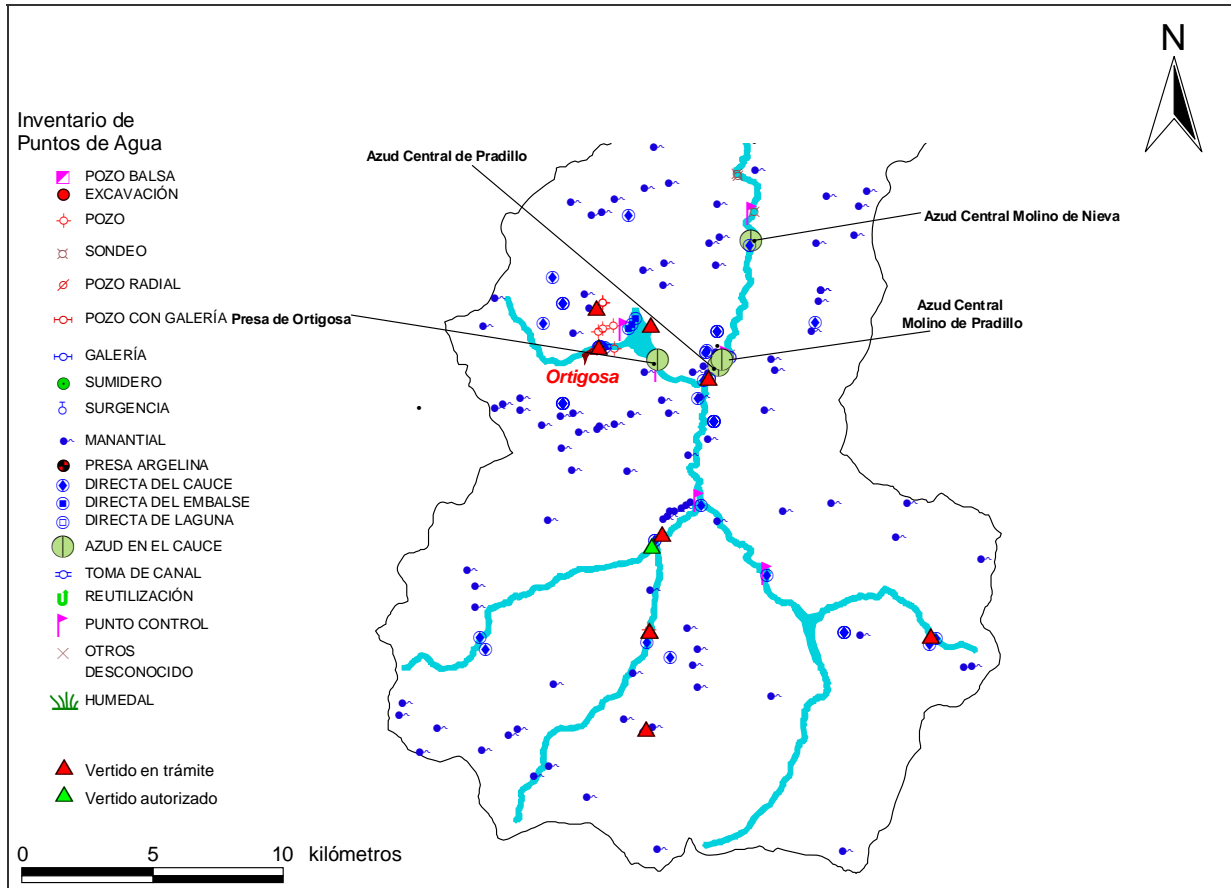 N
Inventario de
Puntos de Agua
POZO BALSA
EXCAVACIÓN
POZO
SONDEO
POZO RADIAL
POZO CON GALERÍA
GALERÍA
SUMIDERO
SURGENCIA
MANANTIAL
PRESA ARGELINA
DIRECTA DEL CAUCE
DIRECTA DEL EMBALSE
DIRECTA DE LAGUNA
AZUD EN EL CAUCE
TOMA DE CANAL
REUTILIZACIÓN
PUNTO CONTROL
OTROS
DESCONOCIDO
HUMEDAL
Vertido en trámite
Vertido autorizado
Azud Central de Pradillo
Azud Central Molino de Nieva
Azud Central
Molino de Pradillo
Presa de Ortigosa
Ortigosa
0 5 10 kilómetros